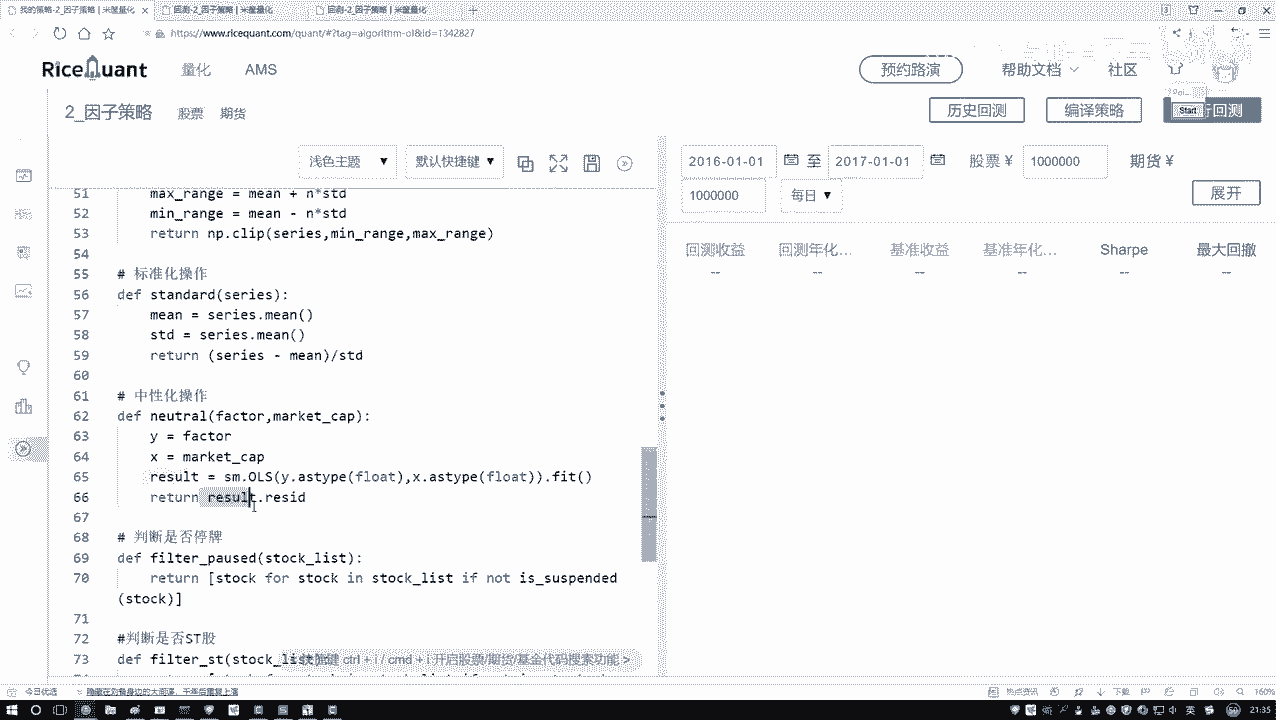 我的策略-2_因子策略 | 米筐量化
回测-2_因子策略 | 米筐量化
回测-2_因子策略 | 米筐量化
https://www.ricequant.com/quant/#?tag=algorithm-ol&id=1342827
RiceQuant 量化 AMS 预约路演 帮助文档 社区
2_因子策略 股票 期货 历史回测 编译策略 Start 回测
浅色主题 默认快捷键
2016-01-01 至 2017-01-01 股票 ¥ 1000000 期货 ¥
1000000 每日 展开
回测收益 回测年化... 基准收益 基准年化... Sharpe 最大回撤
-- -- -- -- -- --
51 max_range = mean + n*std
52 min_range = mean - n*std
53 return np.clip(series,min_range,max_range)
54
55 # 标准化操作
56 def standard(series):
57 mean = series.mean()
58 std = series.mean()
59 return (series - mean)/std
60
61 # 中性化操作
62 def neutral(factor,market_cap):
63 y = factor
64 x = market_cap
65 result = sm.OLS(y.astype(float),x.astype(float)).fit()
66 return result.resid
67
68 # 判断是否停牌
69 def filter_paused(stock_list):
70 return [stock for stock in stock_list if not is_suspended
(stock)]
71
72 #判断是否ST股
73 def filter_st(stock_list):
ctrl + i / cmd + i 开启股票/期货/基金代码搜索功能 >
今日优选
热点资讯 下载 160%
英 21:35